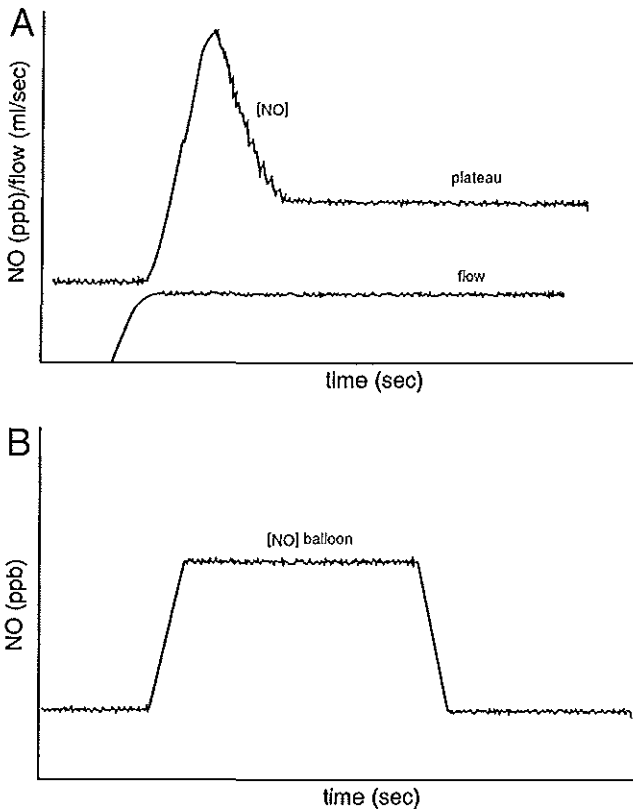 A
NO (ppb)/flow (ml/sec)
[NO]
plateau
flow
time (sec)
B
NO (ppb)
[NO] balloon
time (sec)